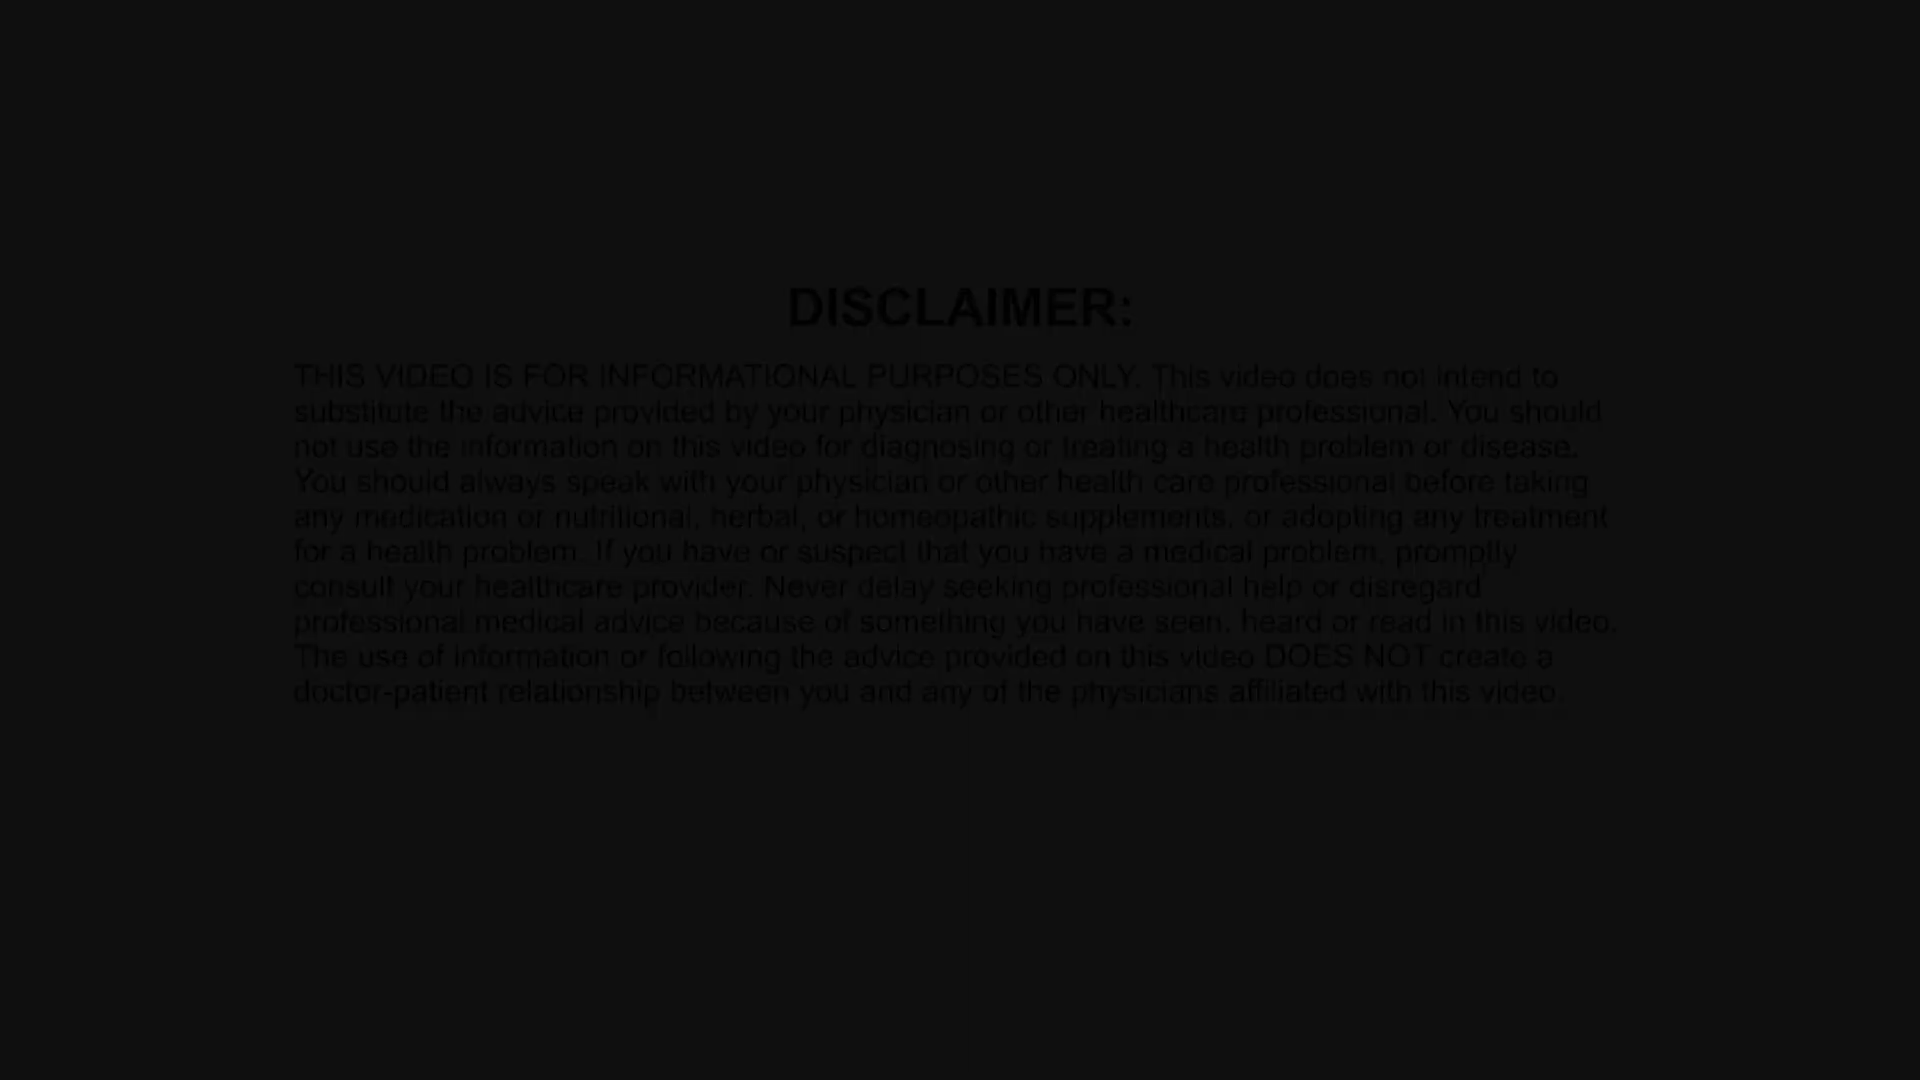 DISCLAIMER:
THIS VIDEO IS FOR INFORMATIONAL PURPOSES ONLY. This video does not intend to
substitute the advice provided by your physician or other healthcare professional. You should
not use the information on this video for diagnosing or treating a health problem or disease.
You should always speak with your physician or other health care professional before taking
any medication or nutritional, herbal, or homeopathic supplements, or adopting any treatment
for a health problem. If you have or suspect that you have a medical problem, promptly
consult your healthcare provider. Never delay seeking professional help or disregard
professional medical advice because of something you have seen, heard or read in this video.
The use of information or following the advice provided on this video DOES NOT create a
doctor-patient relationship between you and any of the physicians affiliated with this video.